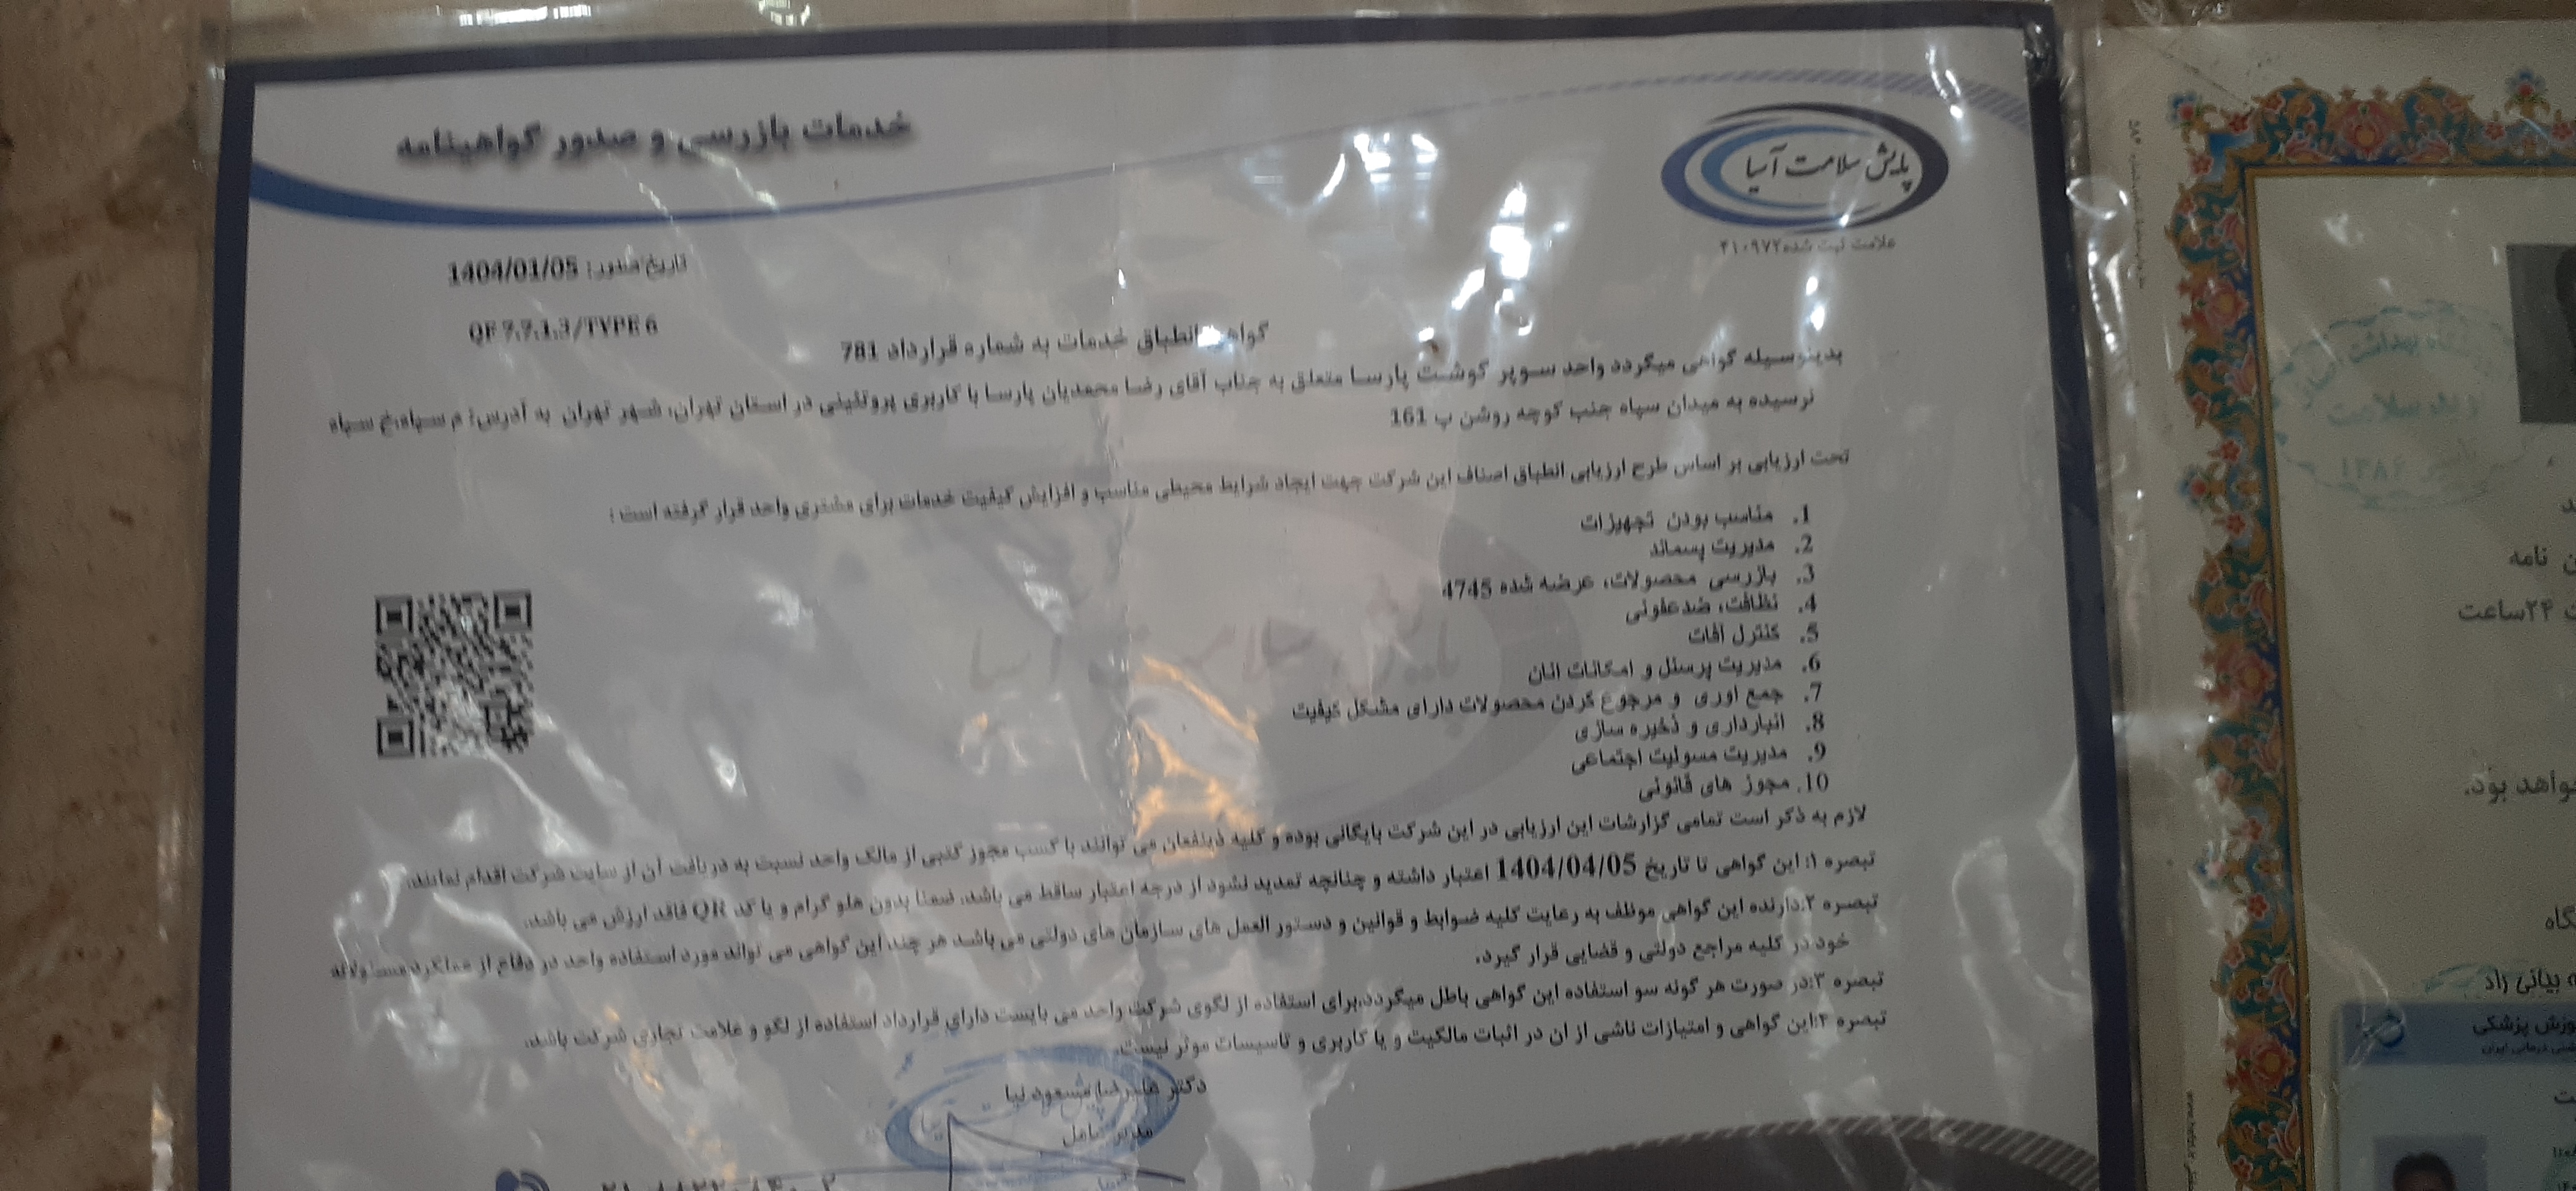 خدمات بازرسی و صدور گواهینامه
پایش سلامت آسیا
علامت ثبت شده ۴۱۰۹۷۲
تاریخ صدور: 1404/01/05
QF 7.7.1.3/TYPE 6
گواهی انطباق خدمات به شماره قرارداد 781
بدینوسیله گواهی میگردد واحد سوپر گوشت پارسا متعلق به جناب آقای رضا محمدیان پارسا با کاربری پروتئینی در استان تهران، شهر تهران به آدرس: م سپاه،خ سپاه
نرسیده به میدان سپاه جنب کوچه روشن پ 161
تحت ارزیابی بر اساس طرح ارزیابی انطباق اصناف این شرکت جهت ایجاد شرایط محیطی مناسب و افزایش کیفیت خدمات برای مشتری واحد قرار گرفته است :
1. مناسب بودن تجهیزات
2. مدیریت پسماند
3. بازرسی محصولات، عرضه شده 4745
4. نظافت، ضدعفونی
5. کنترل آفات
6. مدیریت پرسنل و امکانات آنان
7. جمع آوری و مرجوع کردن محصولات دارای مشکل کیفیت
8. انبارداری و ذخیره سازی
9. مدیریت مسولیت اجتماعی
10. مجوز های قانونی
لازم به ذکر است تمامی گزارشات این ارزیابی در این شرکت بایگانی بوده و کلیه ذینفعان می توانند با کسب مجوز کتبی از مالک واحد نسبت به دریافت آن از سایت شرکت اقدام نمایند.
تبصره ۱: این گواهی تا تاریخ 1404/04/05 اعتبار داشته و چنانچه تمدید نشود از درجه اعتبار ساقط می باشد. ضمنا بدون هلو گرام و یا کد QR فاقد ارزش می باشد.
تبصره ۲:دارنده این گواهی موظف به رعایت کلیه ضوابط و قوانین و دستور العمل های سازمان های دولتی می باشد هر چند این گواهی می تواند مورد استفاده واحد در دفاع از عملکرد مسئولانه
خود در کلیه مراجع دولتی و قضایی قرار گیرد.
تبصره ۳:در صورت هر گونه سو استفاده این گواهی باطل میگردد.برای استفاده از لگوی شرکت واحد می بایست دارای قرارداد استفاده از لگو و علامت تجاری شرکت باشد.
تبصره ۴:این گواهی و امتیازات ناشی از ان در اثبات مالکیت و یا کاربری و تاسیسات موثر نیست.
دکتر علیرضا مسعود نیا
مدیر عامل
ن نامه
۲۴ساعت
خواهد بود.
گاه
ه بیانی زاد